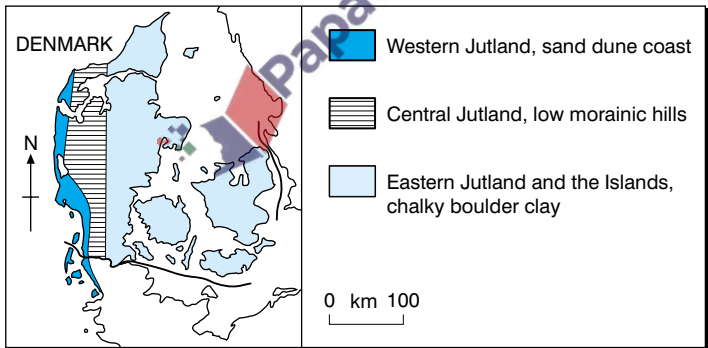 DENMARK
N
Western Jutland, sand dune coast
Central Jutland, low morainic hills
Eastern Jutland and the Islands,
chalky boulder clay
0 km 100
Papa